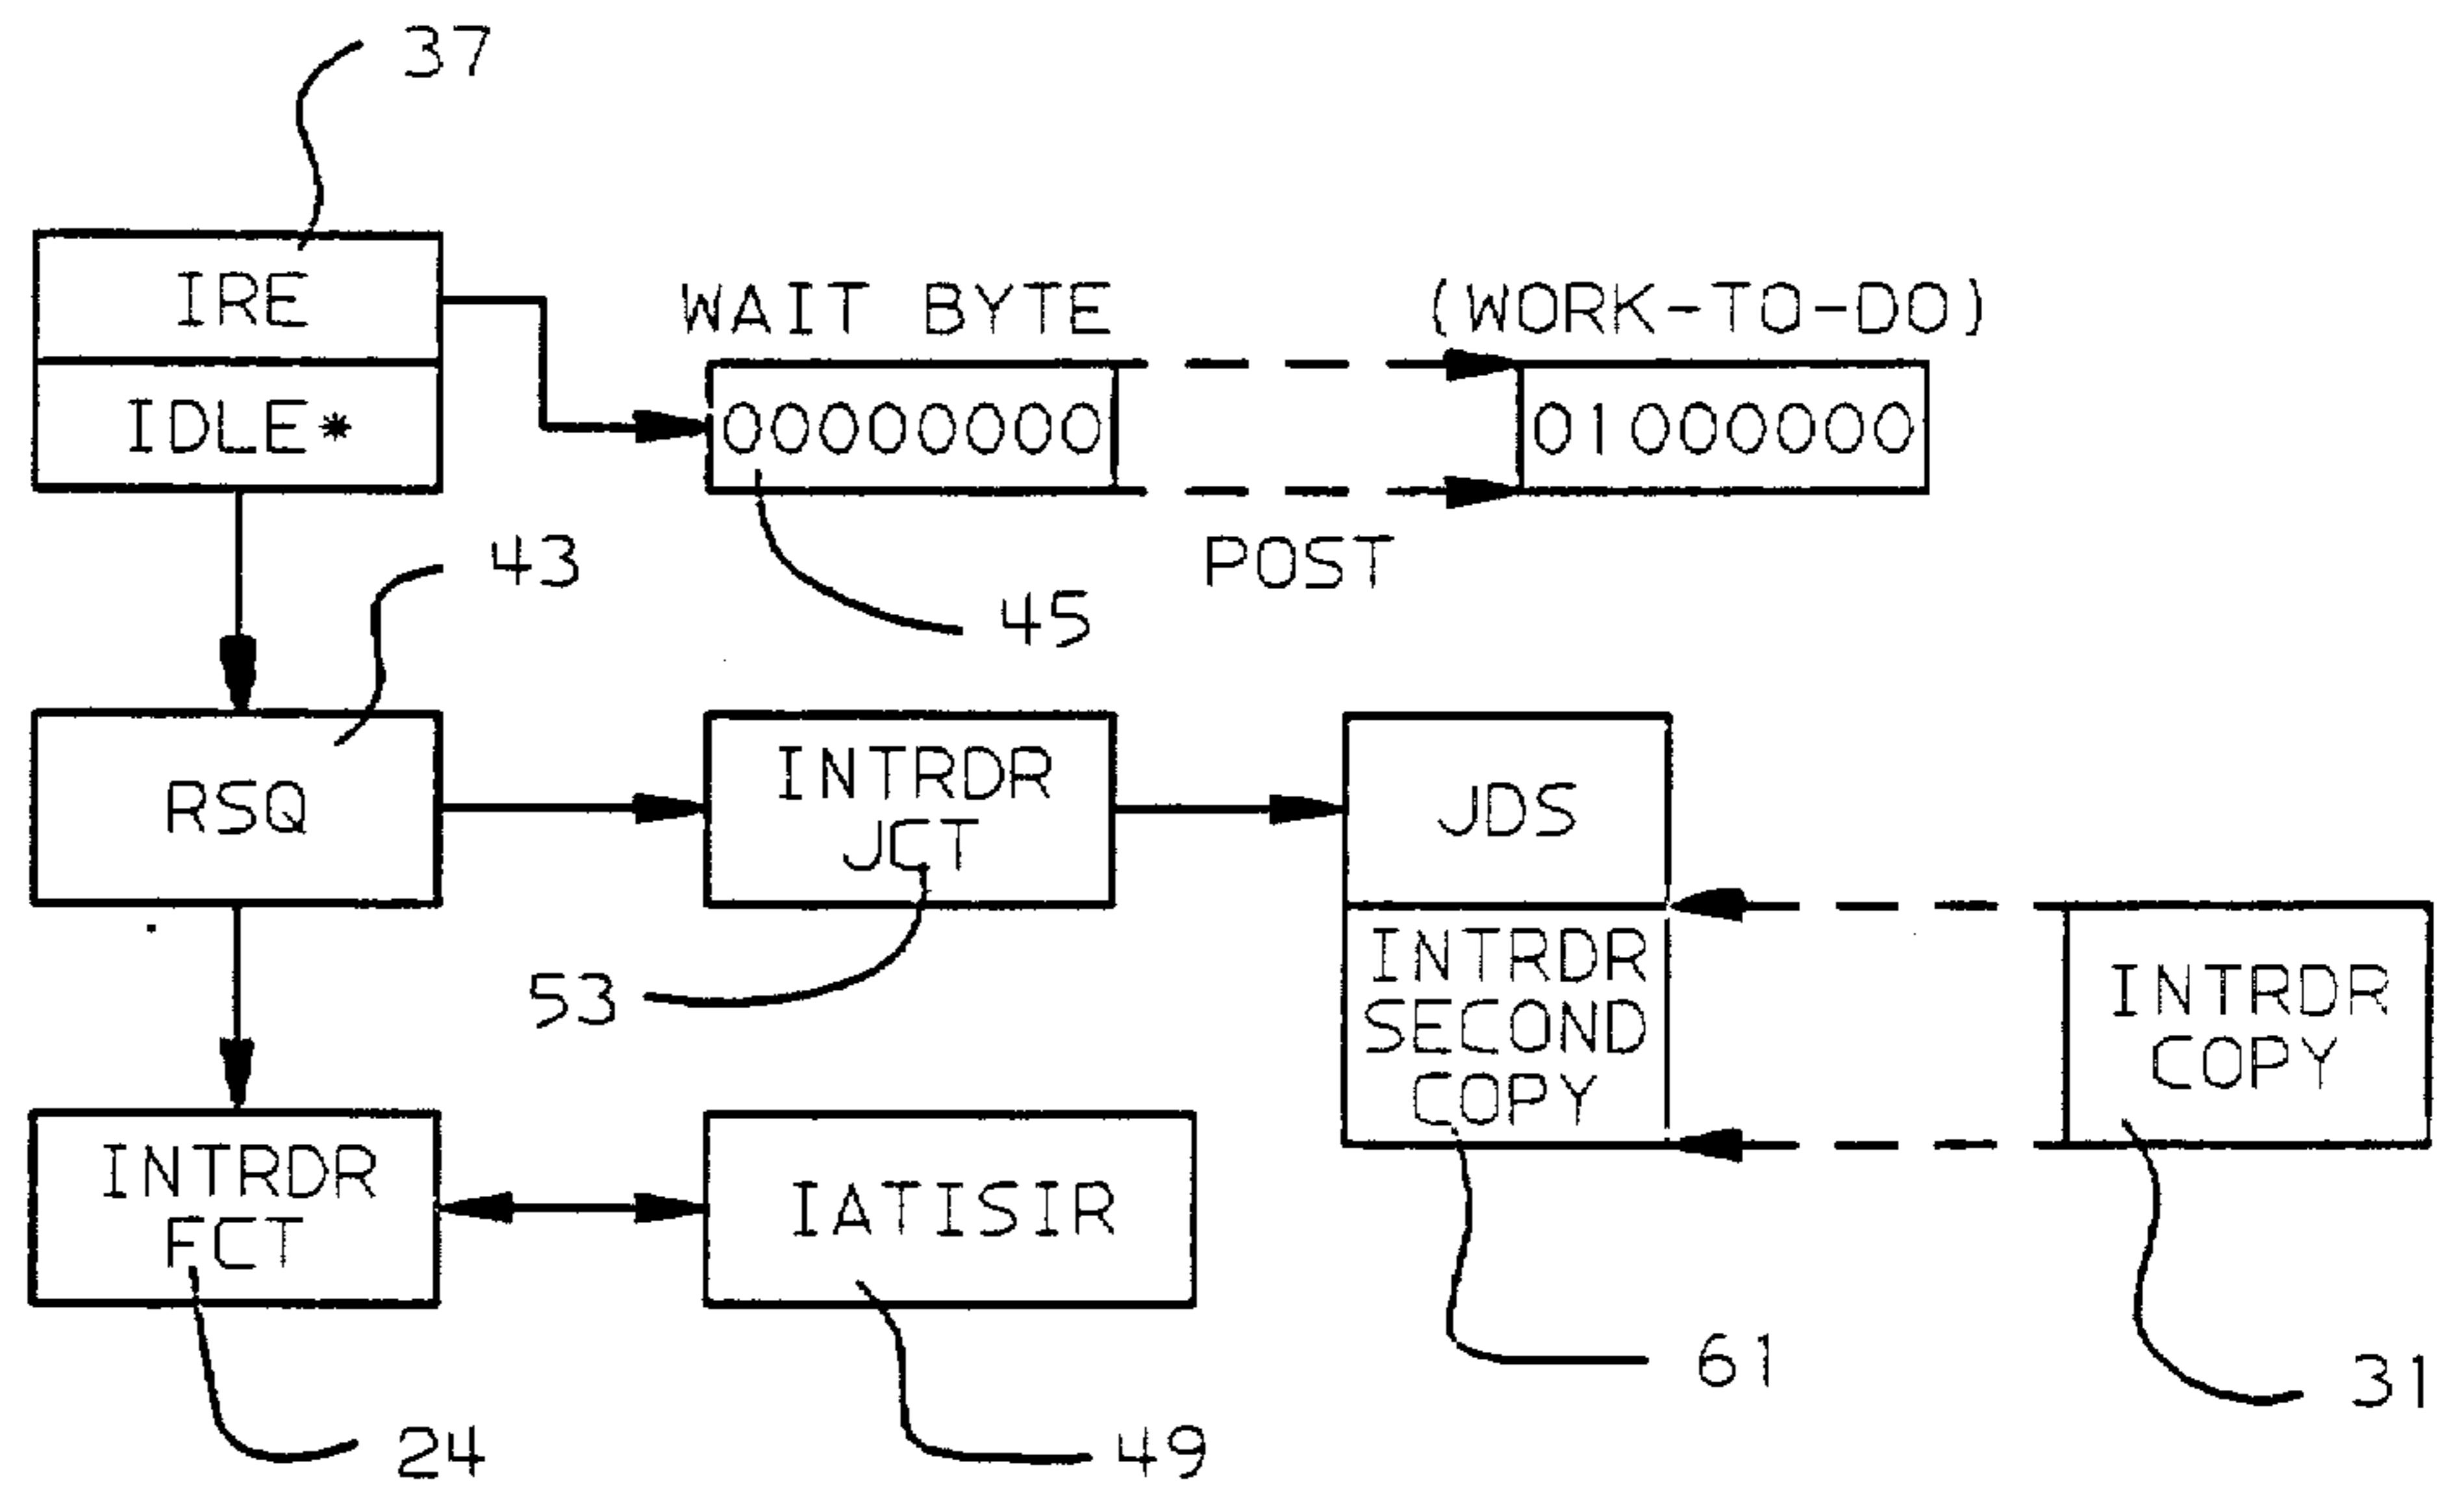 37
IRE
IDLE*
WAIT BYTE
(WORK-TO-DO)
00000000
01000000
POST
43
45
RSQ
INTRDR
JCT
JDS
53
INTRDR
SECOND
COPY
INTRDR
COPY
INTRDR
FCT
IATISIR
61
31
24
49